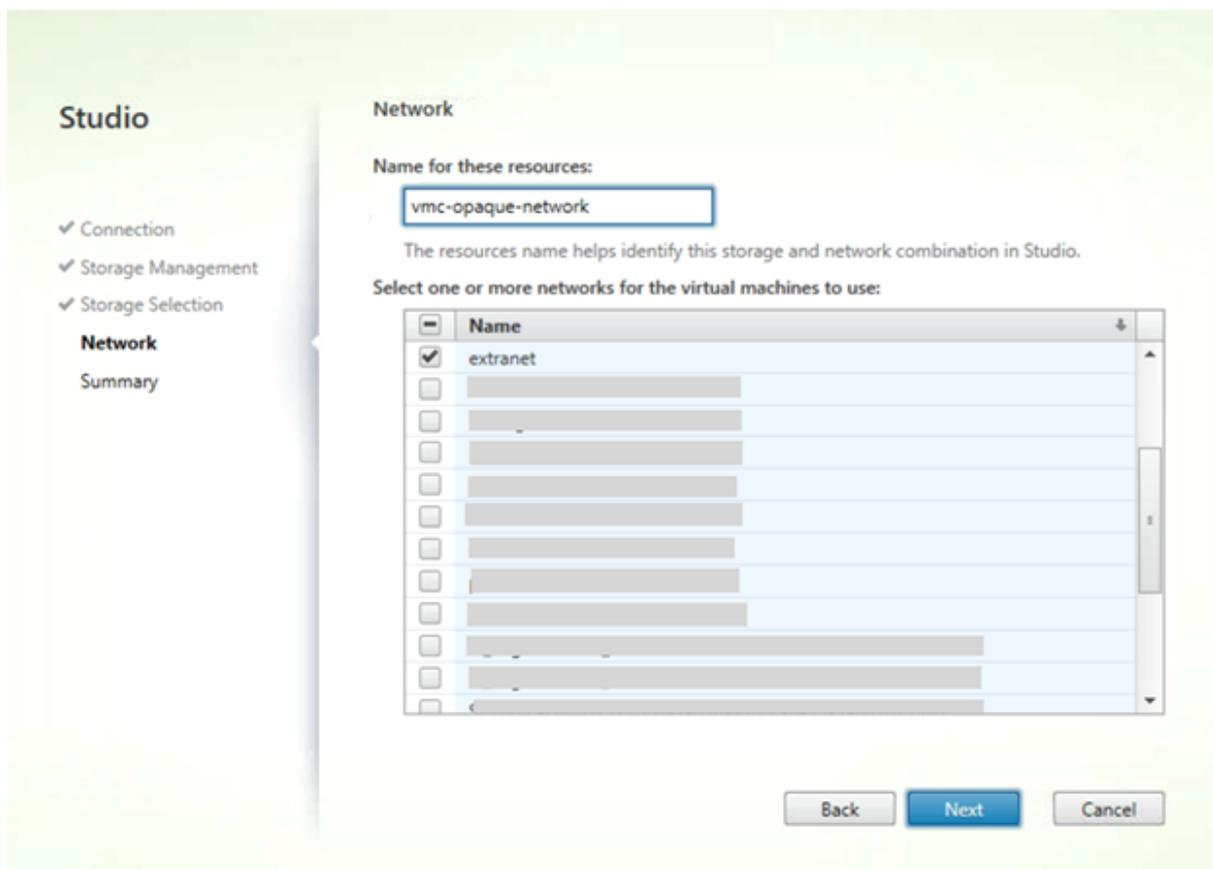 Studio
Connection
Storage Management
Storage Selection
Network
Summary
Network
Name for these resources:
vmc-opaque-network
The resources name helps identify this storage and network combination in Studio.
Select one or more networks for the virtual machines to use:
Name
extranet
Back Next Cancel